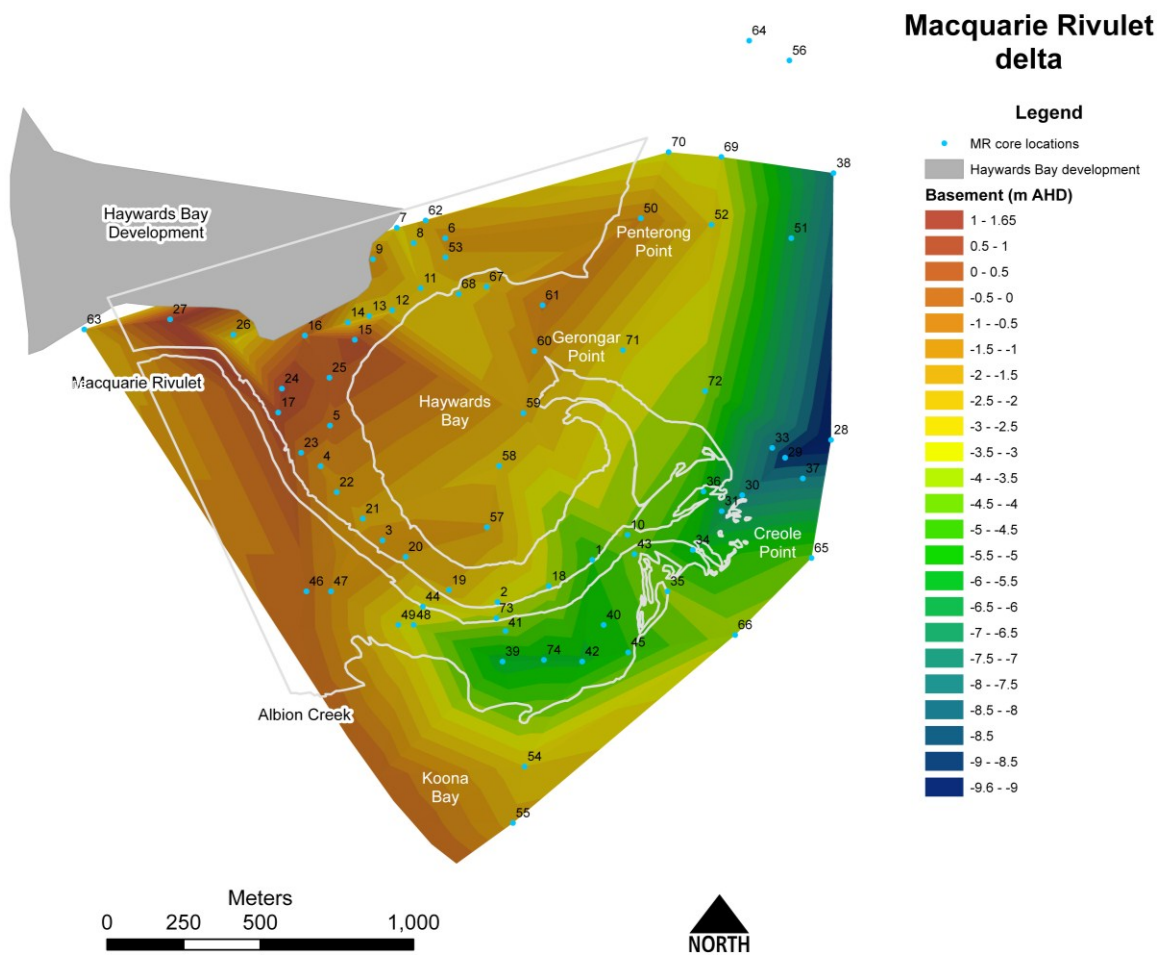 Macquarie Rivulet
delta
64
56
Legend
MR core locations
Haywards Bay development
Basement (m AHD)
1 - 1.65
0.5 - 1
0 - 0.5
-0.5 - 0
-1 - -0.5
-1.5 - -1
-2 - -1.5
-2.5 - -2
-3 - -2.5
-3.5 - -3
-4 - -3.5
-4.5 - -4
-5 - -4.5
-5.5 - -5
-6 - -5.5
-6.5 - -6
-7 - -6.5
-7.5 - -7
-8 - -7.5
-8.5 - -8
-8.5
-9 - -8.5
-9.6 - -9
70
69
38
Haywards Bay
Development
7
62
8
6
53
9
50
52
51
Penterong
Point
11
68
67
61
63
27
26
16
14
13
12
15
60
Gerongar
Point
71
Macquarie Rivulet
24
25
17
5
Haywards
Bay
59
72
28
23
4
58
33
29
37
22
21
3
20
57
36
30
31
10
43
34
Creole
Point
65
46
47
19
2
18
1
35
44
49
48
73
41
40
66
39
74
42
45
Albion Creek
54
Koona
Bay
55
Meters
0
250
500
1,000
NORTH